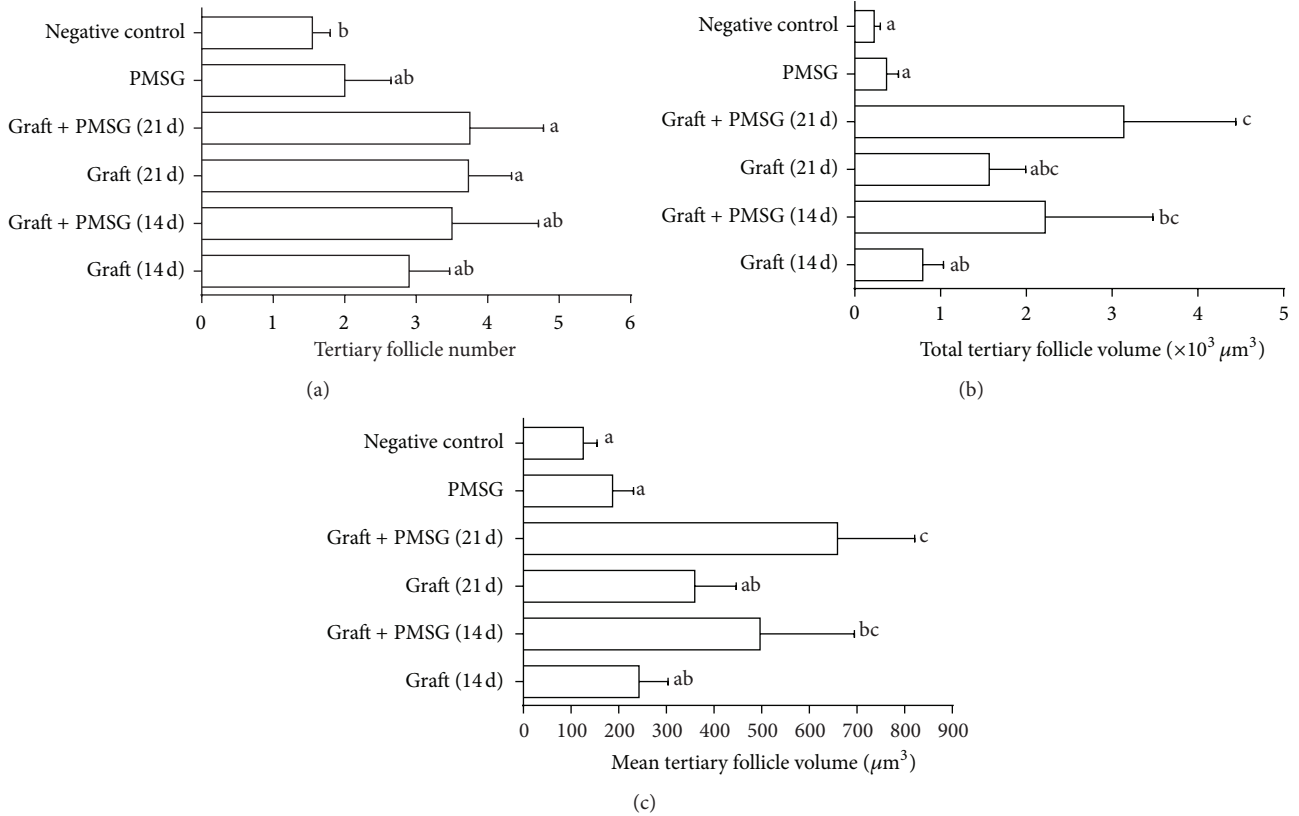 Negative control
b
PMSG
ab
Graft + PMSG (21 d)
a
Graft (21 d)
a
Graft + PMSG (14 d)
ab
Graft (14 d)
ab
0 1 2 3 4 5 6
Tertiary follicle number
(a)
Negative control
a
PMSG
a
Graft + PMSG (21 d)
c
Graft (21 d)
abc
Graft + PMSG (14 d)
bc
Graft (14 d)
ab
0 1 2 3 4 5
Total tertiary follicle volume (×10³ μm³)
(b)
Negative control
a
PMSG
a
Graft + PMSG (21 d)
c
Graft (21 d)
ab
Graft + PMSG (14 d)
bc
Graft (14 d)
ab
0 100 200 300 400 500 600 700 800 900
Mean tertiary follicle volume (μm³)
(c)